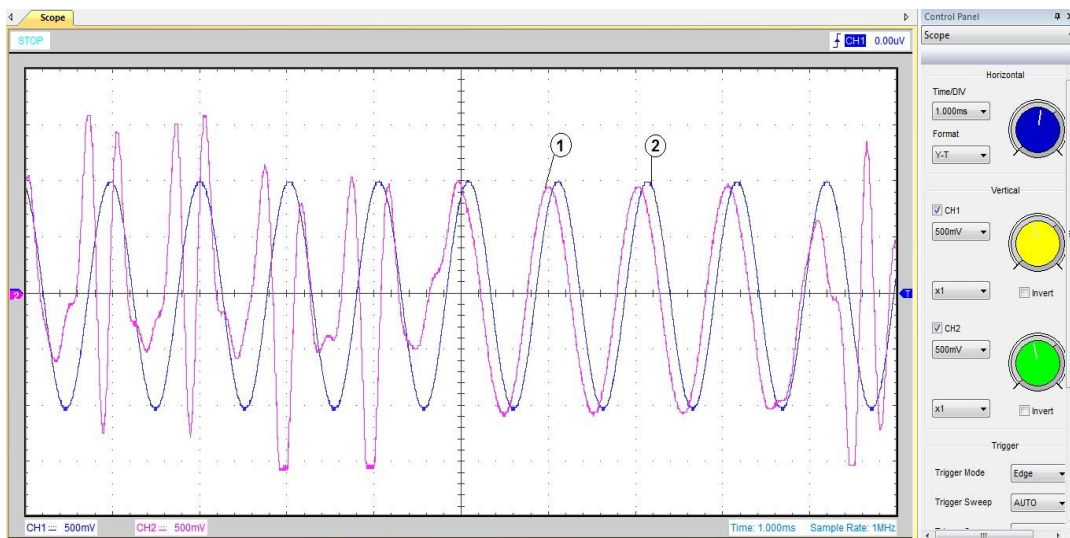 Scope
STOP
CH1 0.00uV
1
2
2
T
CH1 500mV
CH2 500mV
Time: 1.000ms Sample Rate: 1MHz
Control Panel
Scope
Horizontal
Time/DIV
1.000ms
Format
Y-T
Vertical
CH1
500mV
x1
Invert
CH2
500mV
x1
Invert
Trigger
Trigger Mode
Edge
Trigger Sweep
AUTO